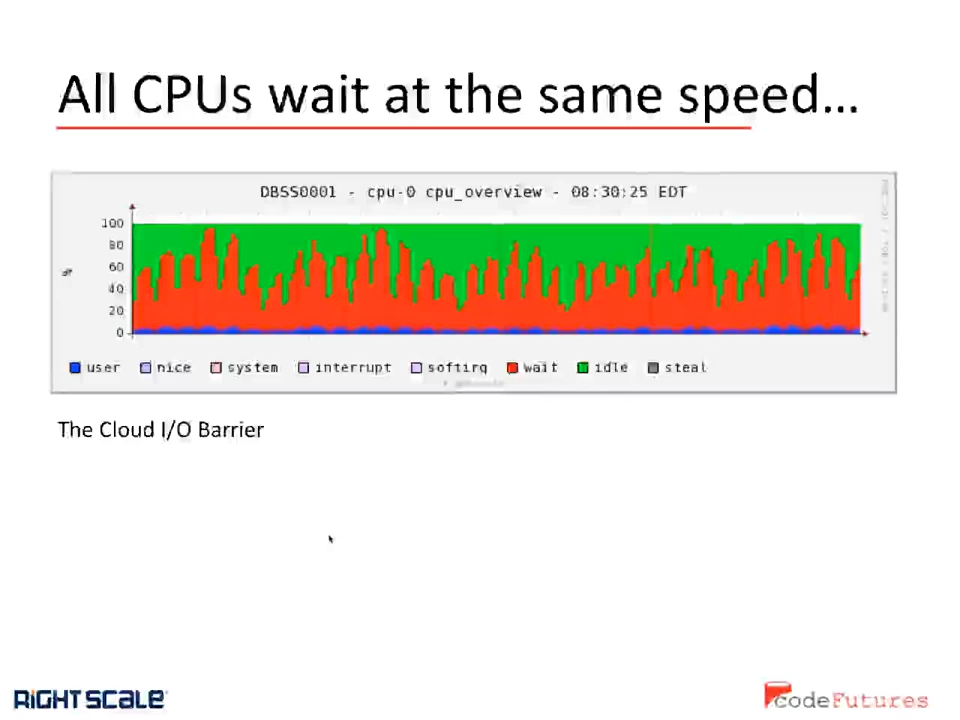 All CPUs wait at the same speed…
DBSS0001 - cpu-0 cpu_overview - 08:30:25 EDT
100
80
60
40
20
0
%
user nice system interrupt softirq wait idle steal
The Cloud I/O Barrier
RIGHTSCALE
codeFutures